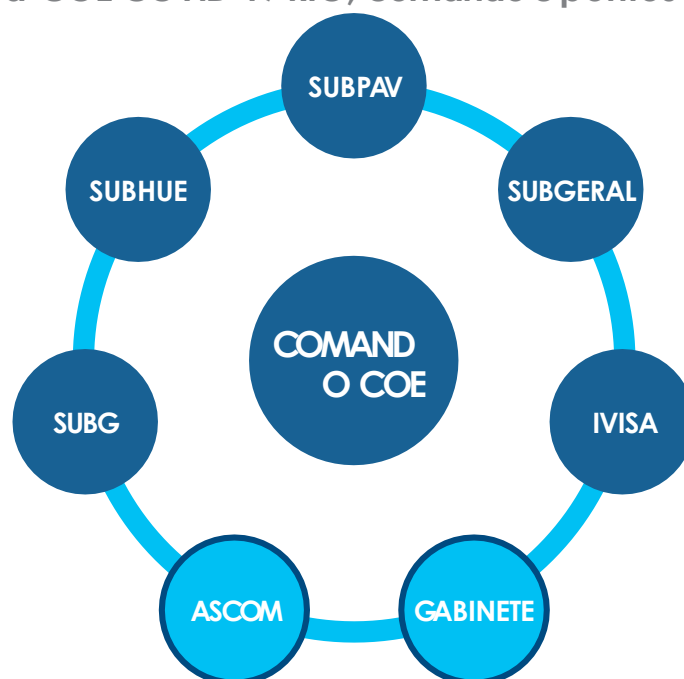 SUBPAV
SUBHUE
SUBGERAL
COMAND
O COE
SUBG
IVISA
ASCOM
GABINETE